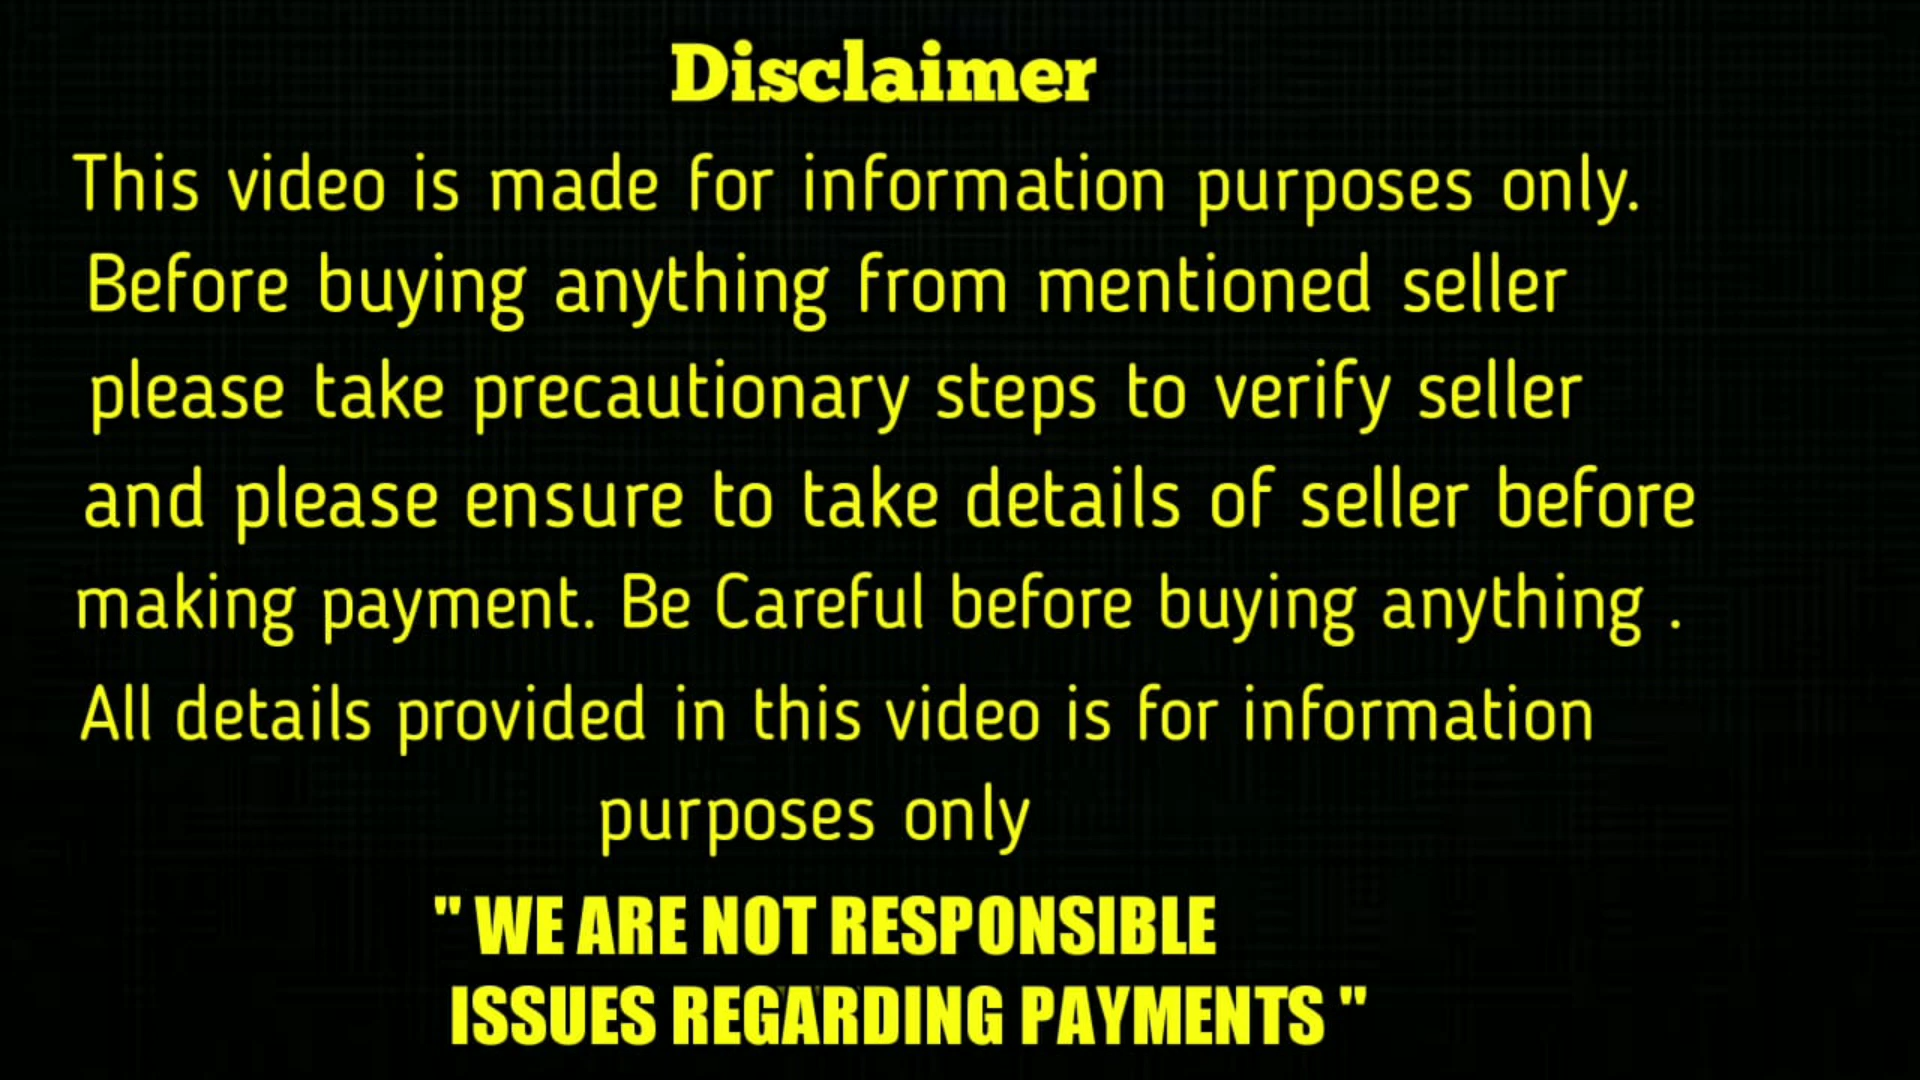 Disclaimer
This video is made for information purposes only.
Before buying anything from mentioned seller
please take precautionary steps to verify seller
and please ensure to take details of seller before
making payment. Be Careful before buying anything .
All details provided in this video is for information
purposes only
" WE ARE NOT RESPONSIBLE
ISSUES REGARDING PAYMENTS "